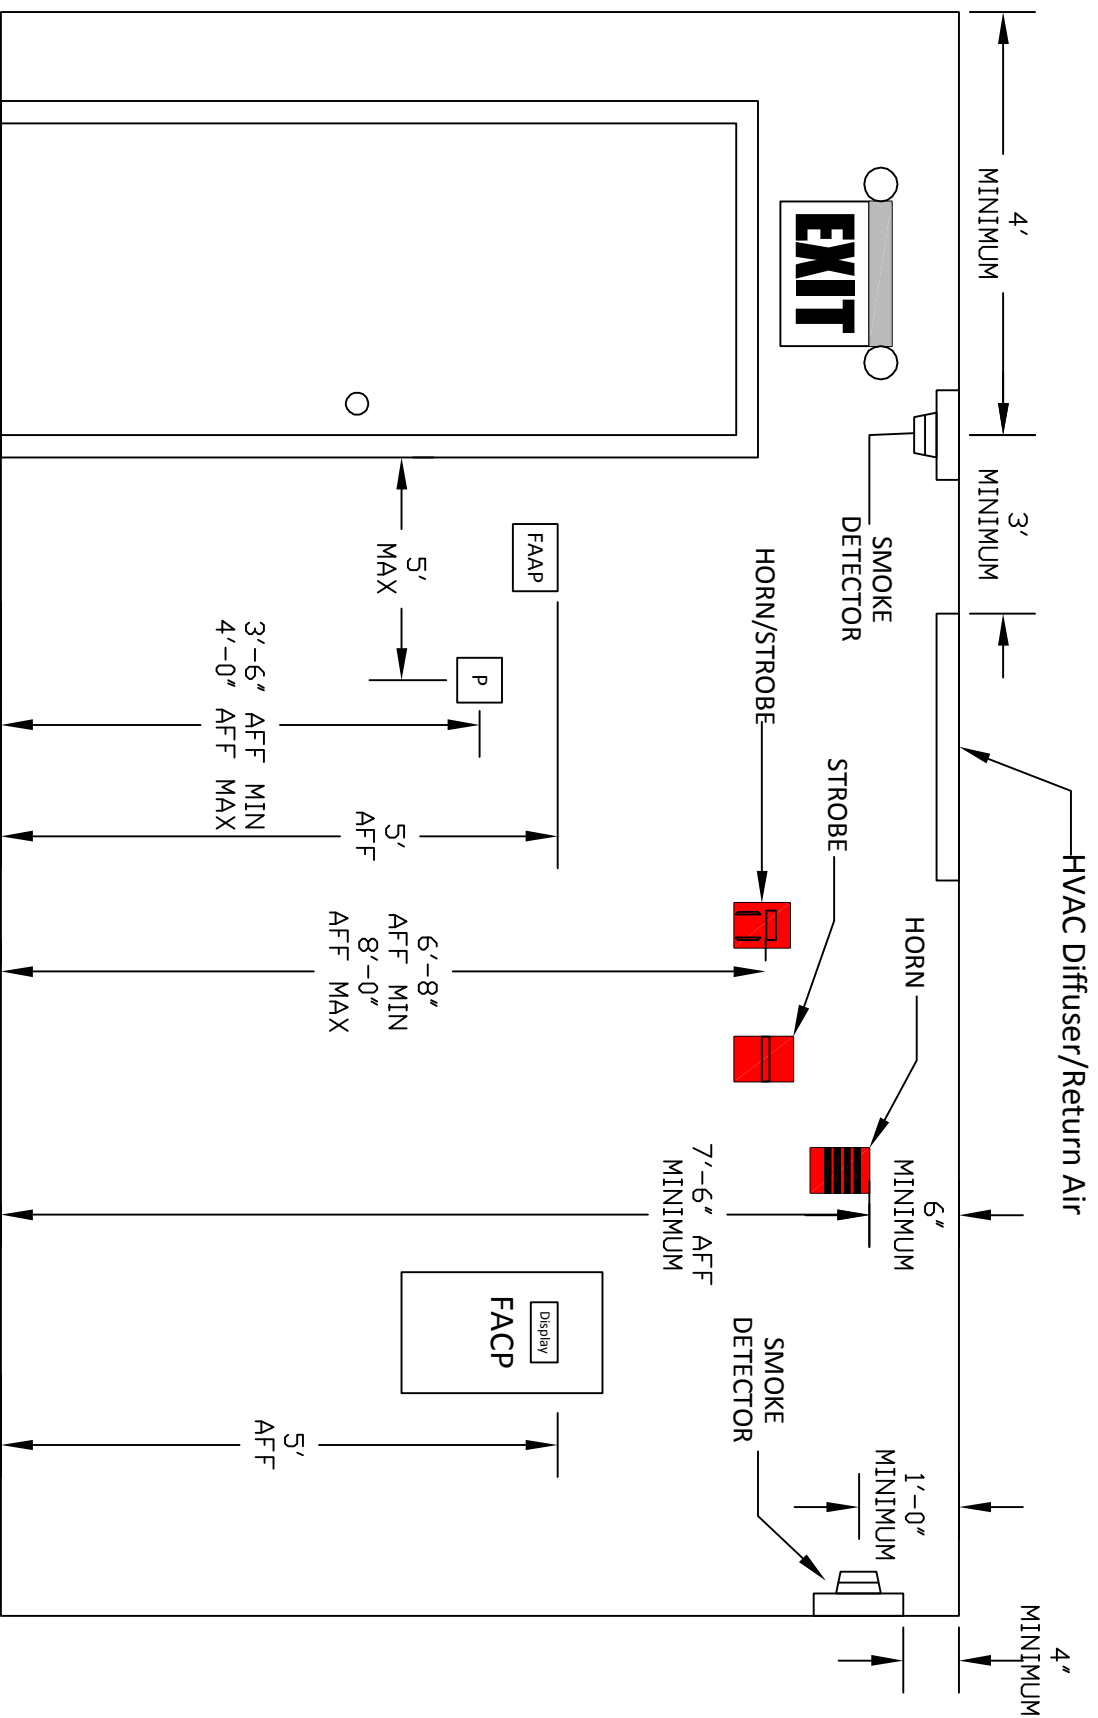 HVAC Diffuser/Return Air
4'
MINIMUM
3'
MINIMUM
4"
MINIMUM
EXIT
SMOKE
DETECTOR
HORN
6"
MINIMUM
1'-0"
MINIMUM
STROBE
HORN/STROBE
SMOKE
DETECTOR
7'-6" AFF
MINIMUM
FAAP
P
Display
FACP
5'
MAX
6'-8"
AFF MIN
8'-0"
AFF MAX
5'
AFF
3'-6" AFF MIN
4'-0" AFF MAX
5'
AFF